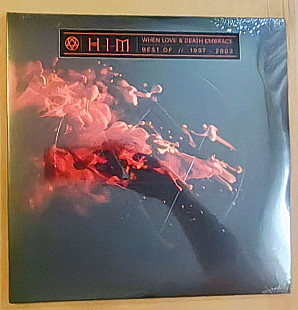 HIM
WHEN LOVE & DEATH EMBRACE
BEST OF // 1997 - 2003